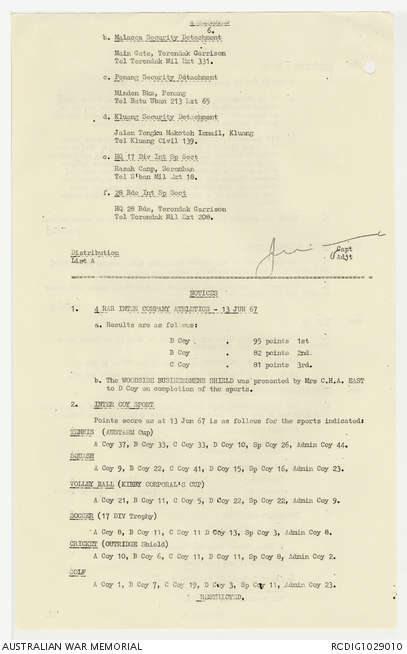 6.
b. Malacca Security Detachment
Main Gate, Terendak Garrison
Tel Terendak Mil Ext 331.
c. Penang Security Detachment
Minden Bks, Penang
Tel Batu Uban 213 Ext 65
d. Kluang Security Detachment
Jalan Tengku Maketoh Ismail, Kluang
Tel Kluang Civil 139.
e. HQ 17 Div Int Sp Sect
Rasah Camp, Seremban
Tel S'ban Mil Ext 18.
f. 28 Bde Int Sp Sect
HQ 28 Bde, Terendak Garrison
Tel Terendak Mil Ext 208.
Distribution
List A
Capt
Adjt
NOTICES
1. 4 RAR INTER COMPANY ATHLETICS - 13 JUN 67
a. Results are as follows:
D Coy . 95 points 1st
B Coy . 82 points 2nd.
C Coy . 81 points 3rd.
b. The WOODSIDE BUSINESSMENS SHIELD was presented by Mrs C.H.A. EAST
to D Coy on completion of the sports.
2. INTER COY SPORT
Points score as at 13 Jun 67 is as follows for the sports indicated:
TENNIS (AUSTASM Cup)
A Coy 37, B Coy 33, C Coy 33, D Coy 10, Sp Coy 26, Admin Coy 44.
SQUASH
A Coy 9, B Coy 22, C Coy 41, D Coy 15, Sp Coy 16, Admin Coy 23.
VOLLEY BALL (KIRBY CORPORAL'S CUP)
A Coy 21, B Coy 11, C Coy 5, D Coy 22, Sp Coy 22, Admin Coy 9.
SOCCER (17 DIV Trophy)
A Coy 8, B Coy 11, C Coy 11 D Coy 13, Sp Coy 3, Admin Coy 8.
CRICKET (OUTRIDGE Shield)
A Coy 10, B Coy 6, C Coy 11, D Coy 11, Sp Coy 8, Admin Coy 2.
GOLF
A Coy 1, B Coy 7, C Coy 19, D Coy 3, Sp Coy 11, Admin Coy 23.
RESTRICTED.
AUSTRALIAN WAR MEMORIAL
RCDIG1029010